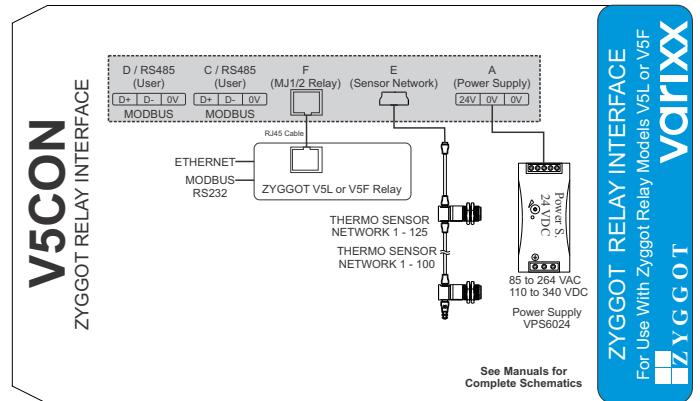 V5CON
ZYGGOT RELAY INTERFACE
D / RS485
(User)
D+ D- 0V
MODBUS
C / RS485
(User)
D+ D- 0V
MODBUS
F
(MJ1/2 Relay)
E
(Sensor Network)
A
(Power Supply)
24V 0V 0V
RJ45 Cable
ETHERNET
MODBUS
RS232
ZYGGOT V5L or V5F Relay
THERMO SENSOR
NETWORK 1 - 125
THERMO SENSOR
NETWORK 1 - 100
Power S.
24 VDC
85 to 264 VAC
110 to 340 VDC
Power Supply
VPS6024
See Manuals for
Complete Schematics
ZYGGOT RELAY INTERFACE
For Use With Zyggot Relay Models V5L or V5F
ZYGGOT
varixx